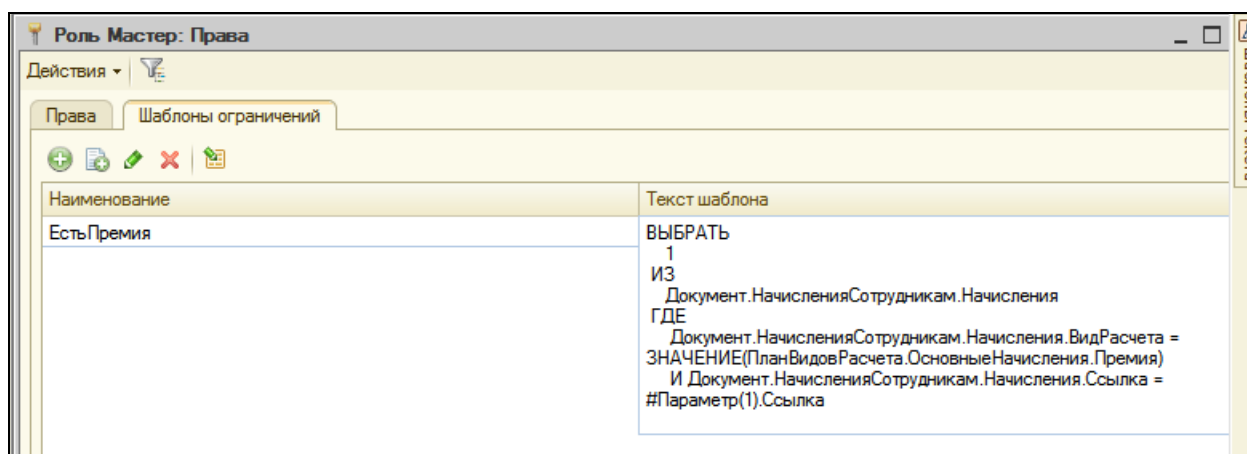 Роль Мастер: Права
Действия
Права
Шаблоны ограничений
Наименование
Текст шаблона
ЕстьПремия
ВЫБРАТЬ
1
ИЗ
Документ.НачисленияСотрудникам.Начисления
ГДЕ
Документ.НачисленияСотрудникам.Начисления.ВидРасчета =
ЗНАЧЕНИЕ(ПланВидовРасчета.ОсновныеНачисления.Премия)
И Документ.НачисленияСотрудникам.Начисления.Ссылка =
#Параметр(1).Ссылка